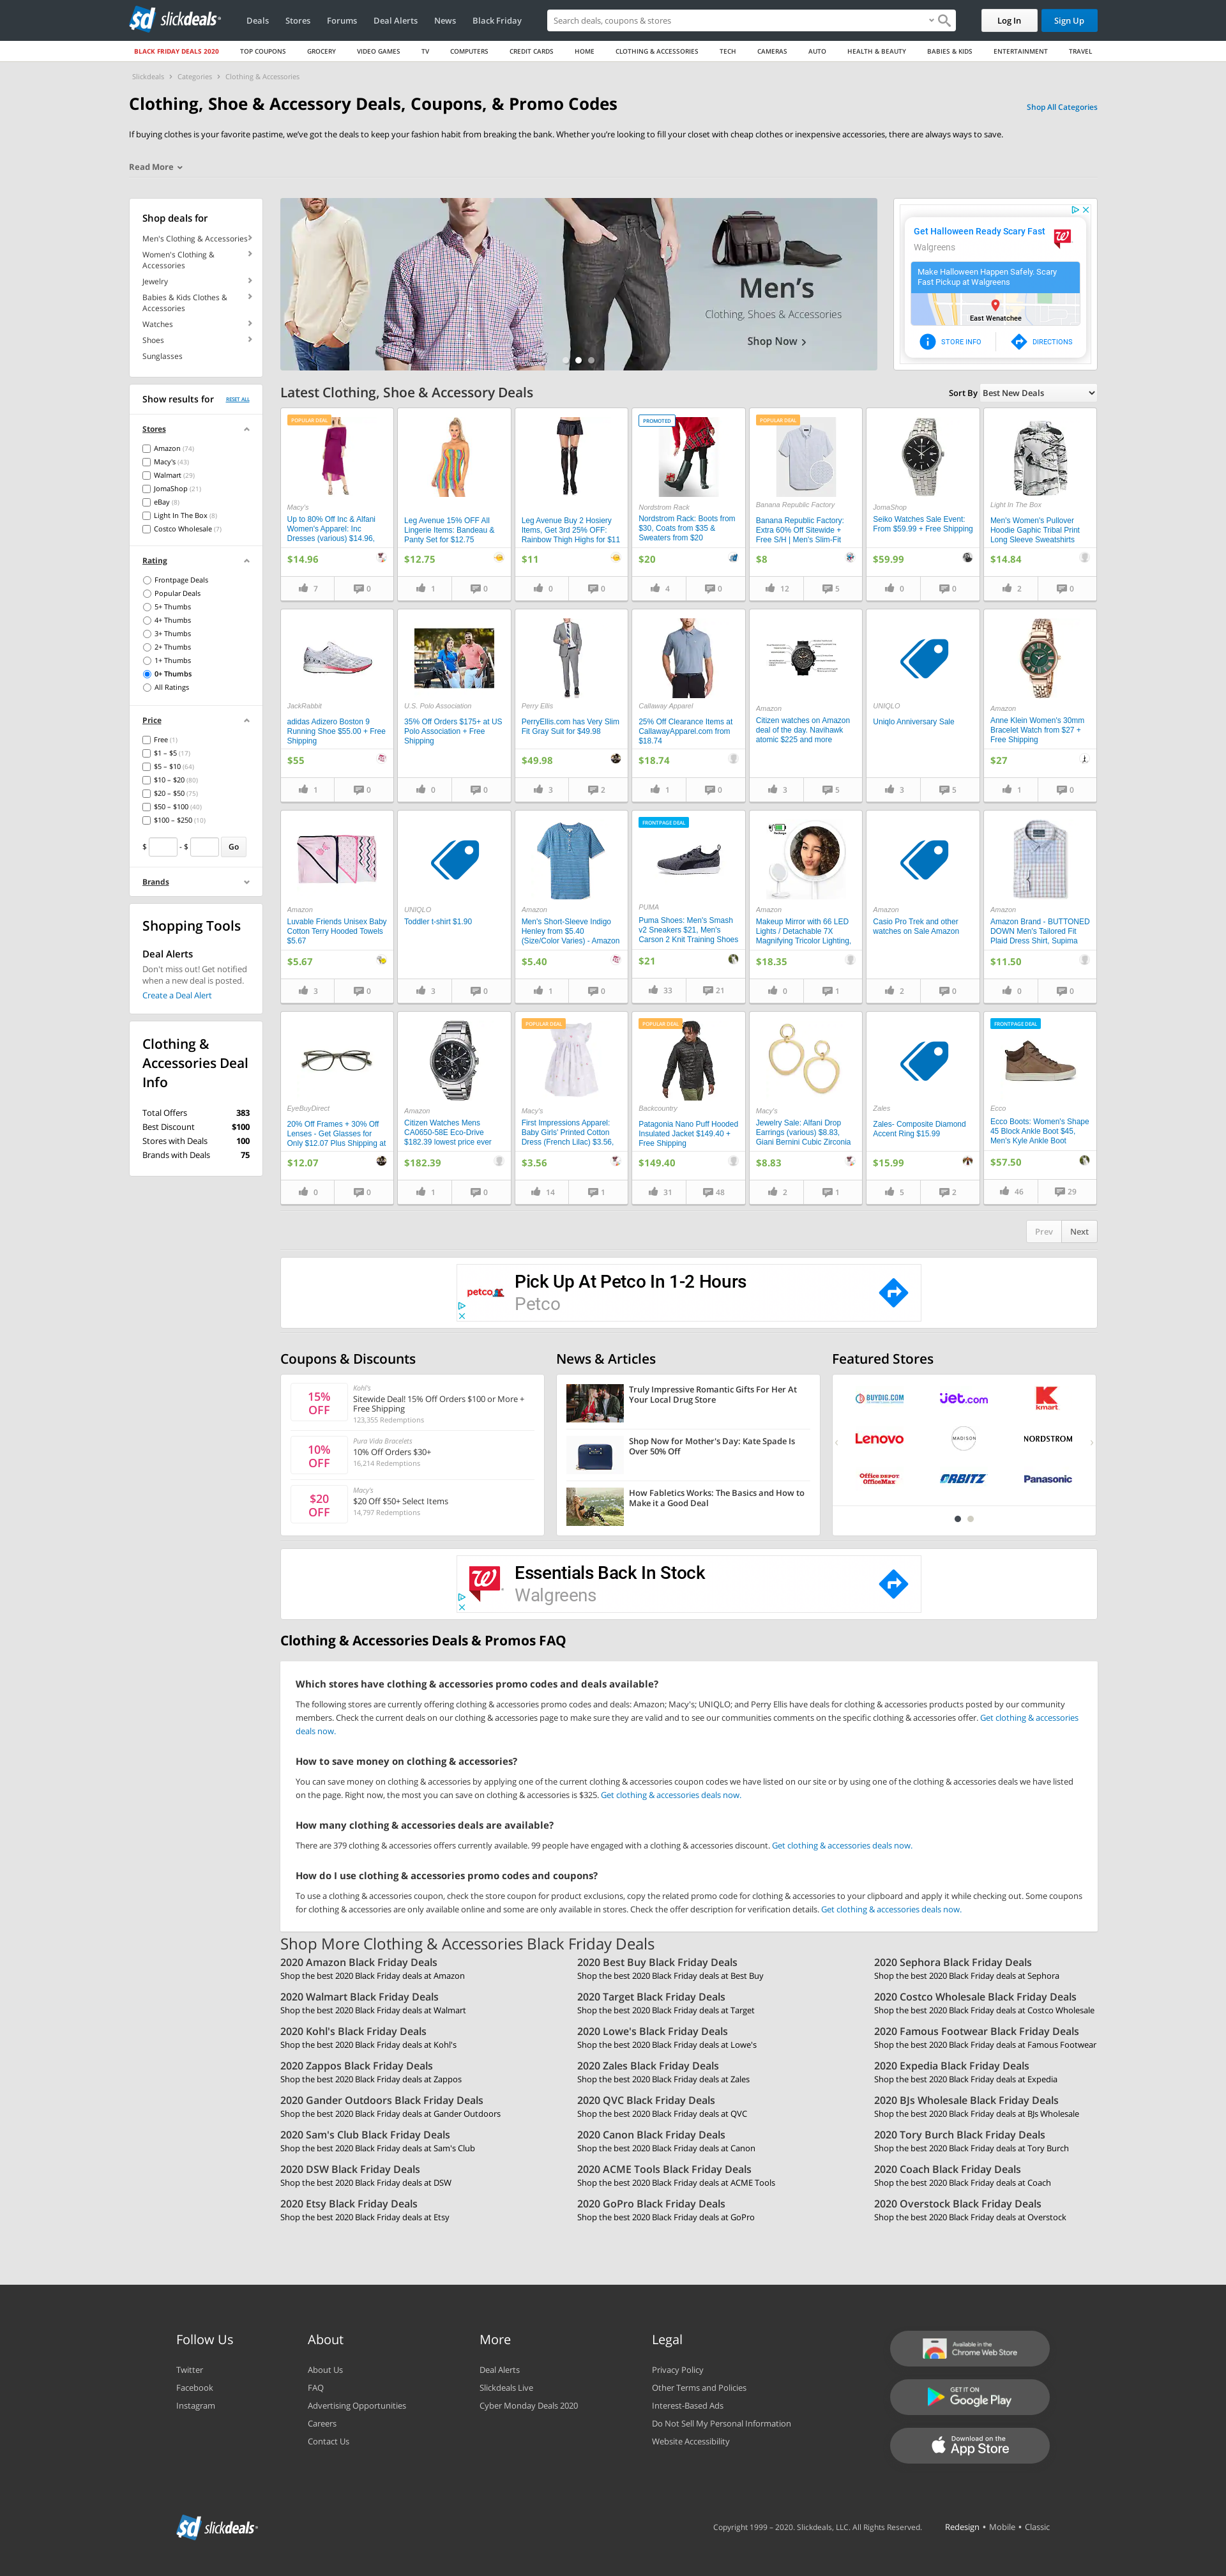 slickdeals
Deals Stores Forums Deal Alerts News Black Friday
Search deals, coupons & stores
Log In Sign Up
BLACK FRIDAY DEALS 2020 TOP COUPONS GROCERY VIDEO GAMES TV COMPUTERS CREDIT CARDS HOME CLOTHING & ACCESSORIES TECH CAMERAS AUTO HEALTH & BEAUTY BABIES & KIDS ENTERTAINMENT TRAVEL
Slickdeals › Categories › Clothing & Accessories
Clothing, Shoe & Accessory Deals, Coupons, & Promo Codes
Shop All Categories
If buying clothes is your favorite pastime, we've got the deals to keep your fashion habit from breaking the bank. Whether you're looking to fill your closet with cheap clothes or inexpensive accessories, there are always ways to save.
Read More
Shop deals for
Men's Clothing & Accessories
Women's Clothing &
Accessories
Jewelry
Babies & Kids Clothes &
Accessories
Watches
Shoes
Sunglasses
Men's
Clothing, Shoes & Accessories
Shop Now
Get Halloween Ready Scary Fast
Walgreens
Make Halloween Happen Safely. Scary
Fast Pickup at Walgreens
East Wenatchee
STORE INFO DIRECTIONS
Show results for RESET ALL
Stores
Amazon (74)
Macy's (43)
Walmart (29)
JomaShop (21)
eBay (8)
Light In The Box (8)
Costco Wholesale (7)
Rating
Frontpage Deals
Popular Deals
5+ Thumbs
4+ Thumbs
3+ Thumbs
2+ Thumbs
1+ Thumbs
0+ Thumbs
All Ratings
Price
Free (1)
$1 – $5 (17)
$5 – $10 (64)
$10 – $20 (80)
$20 – $50 (75)
$50 – $100 (40)
$100 – $250 (10)
$ - $ Go
Brands
Shopping Tools
Deal Alerts
Don't miss out! Get notified
when a new deal is posted.
Create a Deal Alert
Clothing &
Accessories Deal
Info
Total Offers 383
Best Discount $100
Stores with Deals 100
Brands with Deals 75
Latest Clothing, Shoe & Accessory Deals
Sort By Best New Deals
POPULAR DEAL
Macy's
Up to 80% Off Inc & Alfani
Women's Apparel: Inc
Dresses (various) $14.96,
$14.96
7 0
Leg Avenue 15% OFF All
Lingerie Items: Bandeau &
Panty Set for $12.75
$12.75
1 0
Leg Avenue Buy 2 Hosiery
Items, Get 3rd 25% OFF:
Rainbow Thigh Highs for $11
$11
0 0
PROMOTED
Nordstrom Rack
Nordstrom Rack: Boots from
$30, Coats from $35 &
Sweaters from $20
$20
4 0
POPULAR DEAL
Banana Republic Factory
Banana Republic Factory:
Extra 60% Off Sitewide +
Free S/H | Men's Slim-Fit
$8
12 5
JomaShop
Seiko Watches Sale Event:
From $59.99 + Free Shipping
$59.99
0 0
Light In The Box
Men's Women's Pullover
Hoodie Gaphic Tribal Print
Long Sleeve Sweatshirts
$14.84
2 0
JackRabbit
adidas Adizero Boston 9
Running Shoe $55.00 + Free
Shipping
$55
1 0
U.S. Polo Association
35% Off Orders $175+ at US
Polo Association + Free
Shipping
0 0
Perry Ellis
PerryEllis.com has Very Slim
Fit Gray Suit for $49.98
$49.98
3 2
Callaway Apparel
25% Off Clearance Items at
CallawayApparel.com from
$18.74
$18.74
1 0
Amazon
Citizen watches on Amazon
deal of the day. Navihawk
atomic $225 and more
3 5
UNIQLO
Uniqlo Anniversary Sale
3 5
Amazon
Anne Klein Women's 30mm
Bracelet Watch from $27 +
Free Shipping
$27
1 0
Amazon
Luvable Friends Unisex Baby
Cotton Terry Hooded Towels
$5.67
$5.67
3 0
UNIQLO
Toddler t-shirt $1.90
3 0
Amazon
Men's Short-Sleeve Indigo
Henley from $5.40
(Size/Color Varies) - Amazon
$5.40
1 0
FRONTPAGE DEAL
PUMA
Puma Shoes: Men's Smash
v2 Sneakers $21, Men's
Carson 2 Knit Training Shoes
$21
33 21
Amazon
Makeup Mirror with 66 LED
Lights / Detachable 7X
Magnifying Tricolor Lighting,
$18.35
0 1
Amazon
Casio Pro Trek and other
watches on Sale Amazon
2 0
Amazon
Amazon Brand - BUTTONED
DOWN Men's Tailored Fit
Plaid Dress Shirt, Supima
$11.50
0 0
EyeBuyDirect
20% Off Frames + 30% Off
Lenses - Get Glasses for
Only $12.07 Plus Shipping at
$12.07
0 0
Amazon
Citizen Watches Mens
CA0650-58E Eco-Drive
$182.39 lowest price ever
$182.39
1 0
POPULAR DEAL
Macy's
First Impressions Apparel:
Baby Girls' Printed Cotton
Dress (French Lilac) $3.56,
$3.56
14 1
POPULAR DEAL
Backcountry
Patagonia Nano Puff Hooded
Insulated Jacket $149.40 +
Free Shipping
$149.40
31 48
Macy's
Jewelry Sale: Alfani Drop
Earrings (various) $8.83,
Giani Bernini Cubic Zirconia
$8.83
2 1
Zales
Zales- Composite Diamond
Accent Ring $15.99
$15.99
5 2
FRONTPAGE DEAL
Ecco
Ecco Boots: Women's Shape
45 Block Ankle Boot $45,
Men's Kyle Ankle Boot
$57.50
46 29
Prev Next
petco
Pick Up At Petco In 1-2 Hours
Petco
Coupons & Discounts
15%
OFF
Kohl's
Sitewide Deal! 15% Off Orders $100 or More +
Free Shipping
123,355 Redemptions
10%
OFF
Pura Vida Bracelets
10% Off Orders $30+
16,214 Redemptions
$20
OFF
Macy's
$20 Off $50+ Select Items
14,797 Redemptions
News & Articles
Truly Impressive Romantic Gifts For Her At
Your Local Drug Store
Shop Now for Mother's Day: Kate Spade Is
Over 50% Off
How Fabletics Works: The Basics and How to
Make it a Good Deal
Featured Stores
BUYDIG.COM jet.com Kmart
Lenovo MADISON NORDSTROM
Office DEPOT
OfficeMax ORBITZ Panasonic
Essentials Back In Stock
Walgreens
Clothing & Accessories Deals & Promos FAQ
Which stores have clothing & accessories promo codes and deals available?
The following stores are currently offering clothing & accessories promo codes and deals: Amazon; Macy's; UNIQLO; and Perry Ellis have deals for clothing & accessories products posted by our community
members. Check the current deals on our clothing & accessories page to make sure they are valid and to see our communities comments on the specific clothing & accessories offer. Get clothing & accessories
deals now.
How to save money on clothing & accessories?
You can save money on clothing & accessories by applying one of the current clothing & accessories coupon codes we have listed on our site or by using one of the clothing & accessories deals we have listed
on the page. Right now, the most you can save on clothing & accessories is $325. Get clothing & accessories deals now.
How many clothing & accessories deals are available?
There are 379 clothing & accessories offers currently available. 99 people have engaged with a clothing & accessories discount. Get clothing & accessories deals now.
How do I use clothing & accessories promo codes and coupons?
To use a clothing & accessories coupon, check the store coupon for product exclusions, copy the related promo code for clothing & accessories to your clipboard and apply it while checking out. Some coupons
for clothing & accessories are only available online and some are only available in stores. Check the offer description for verification details. Get clothing & accessories deals now.
Shop More Clothing & Accessories Black Friday Deals
2020 Amazon Black Friday Deals
Shop the best 2020 Black Friday deals at Amazon
2020 Best Buy Black Friday Deals
Shop the best 2020 Black Friday deals at Best Buy
2020 Sephora Black Friday Deals
Shop the best 2020 Black Friday deals at Sephora
2020 Walmart Black Friday Deals
Shop the best 2020 Black Friday deals at Walmart
2020 Target Black Friday Deals
Shop the best 2020 Black Friday deals at Target
2020 Costco Wholesale Black Friday Deals
Shop the best 2020 Black Friday deals at Costco Wholesale
2020 Kohl's Black Friday Deals
Shop the best 2020 Black Friday deals at Kohl's
2020 Lowe's Black Friday Deals
Shop the best 2020 Black Friday deals at Lowe's
2020 Famous Footwear Black Friday Deals
Shop the best 2020 Black Friday deals at Famous Footwear
2020 Zappos Black Friday Deals
Shop the best 2020 Black Friday deals at Zappos
2020 Zales Black Friday Deals
Shop the best 2020 Black Friday deals at Zales
2020 Expedia Black Friday Deals
Shop the best 2020 Black Friday deals at Expedia
2020 Gander Outdoors Black Friday Deals
Shop the best 2020 Black Friday deals at Gander Outdoors
2020 QVC Black Friday Deals
Shop the best 2020 Black Friday deals at QVC
2020 BJs Wholesale Black Friday Deals
Shop the best 2020 Black Friday deals at BJs Wholesale
2020 Sam's Club Black Friday Deals
Shop the best 2020 Black Friday deals at Sam's Club
2020 Canon Black Friday Deals
Shop the best 2020 Black Friday deals at Canon
2020 Tory Burch Black Friday Deals
Shop the best 2020 Black Friday deals at Tory Burch
2020 DSW Black Friday Deals
Shop the best 2020 Black Friday deals at DSW
2020 ACME Tools Black Friday Deals
Shop the best 2020 Black Friday deals at ACME Tools
2020 Coach Black Friday Deals
Shop the best 2020 Black Friday deals at Coach
2020 Etsy Black Friday Deals
Shop the best 2020 Black Friday deals at Etsy
2020 GoPro Black Friday Deals
Shop the best 2020 Black Friday deals at GoPro
2020 Overstock Black Friday Deals
Shop the best 2020 Black Friday deals at Overstock
Follow Us
Twitter
Facebook
Instagram
About
About Us
FAQ
Advertising Opportunities
Careers
Contact Us
More
Deal Alerts
Slickdeals Live
Cyber Monday Deals 2020
Legal
Privacy Policy
Other Terms and Policies
Interest-Based Ads
Do Not Sell My Personal Information
Website Accessibility
Available in the
Chrome Web Store
GET IT ON
Google Play
Download on the
App Store
slickdeals
Copyright 1999 – 2020. Slickdeals, LLC. All Rights Reserved.
Redesign • Mobile • Classic